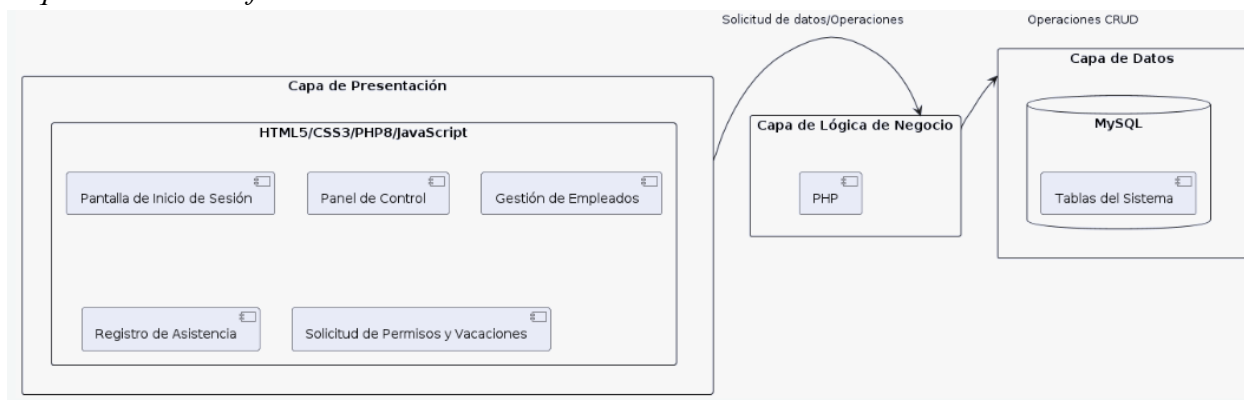 Solicitud de datos/Operaciones
Operaciones CRUD
Capa de Presentación
HTML5/CSS3/PHP8/JavaScript
Pantalla de Inicio de Sesión
Panel de Control
Gestión de Empleados
Registro de Asistencia
Solicitud de Permisos y Vacaciones
Capa de Lógica de Negocio
PHP
Capa de Datos
MySQL
Tablas del Sistema